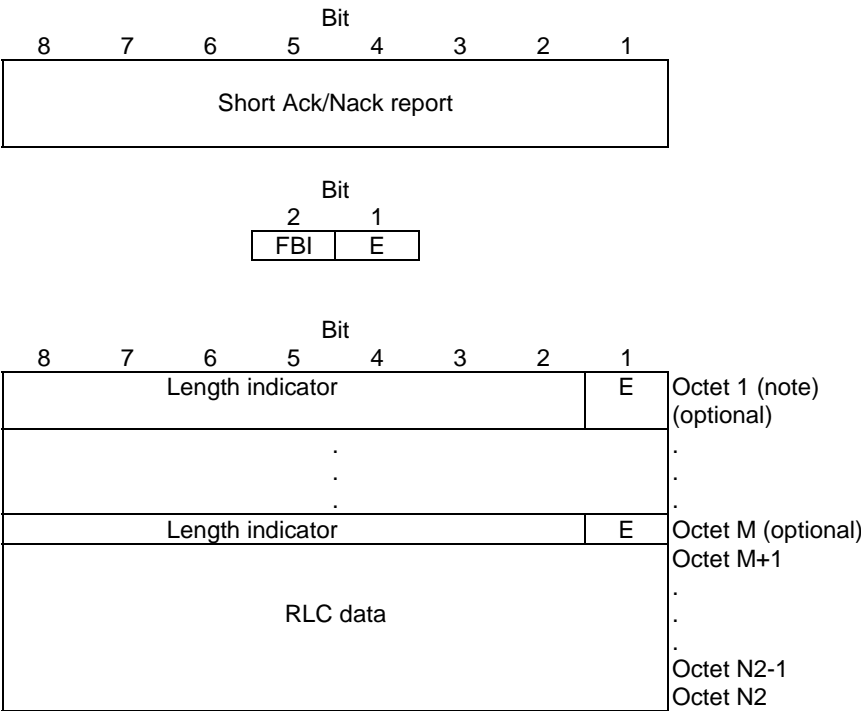 Bit
8 7 6 5 4 3 2 1
Short Ack/Nack report
Bit
2 1
FBI E
Bit
8 7 6 5 4 3 2 1
Length indicator E Octet 1 (note)
(optional)
. .
. .
. .
Length indicator E Octet M (optional)
Octet M+1
.
RLC data .
.
Octet N2-1
Octet N2